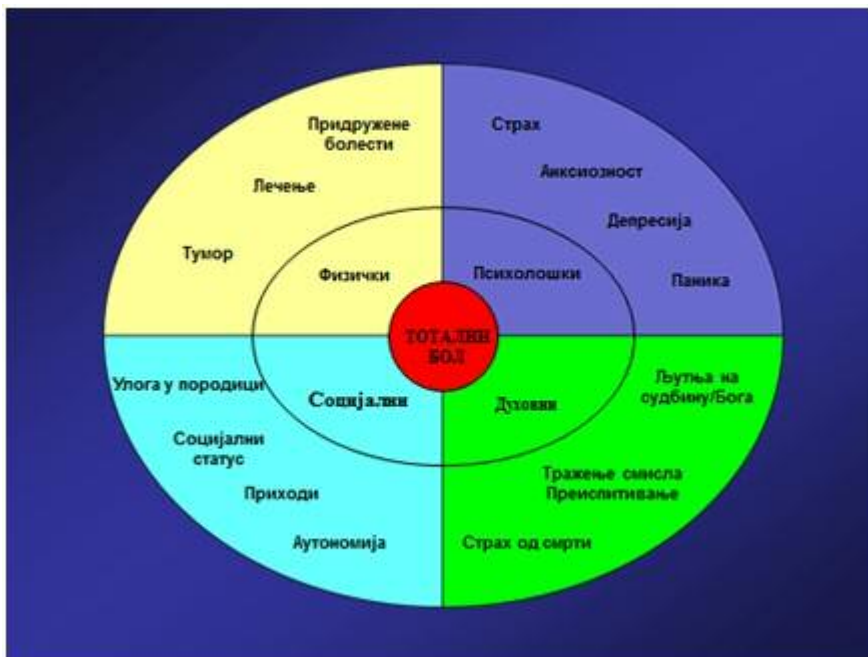 Придружене
болести
Лечење
Тумор
Физички
Страх
Анксиозност
Депресија
Паника
Психолошки
ТОТАЛНИ
БОЛ
Улога у породици
Социјални
Социјални
статус
Приходи
Аутономија
Духовни
Љутња на
судбину/Бога
Тражење смисла
Преиспитивање
Страх од смрти